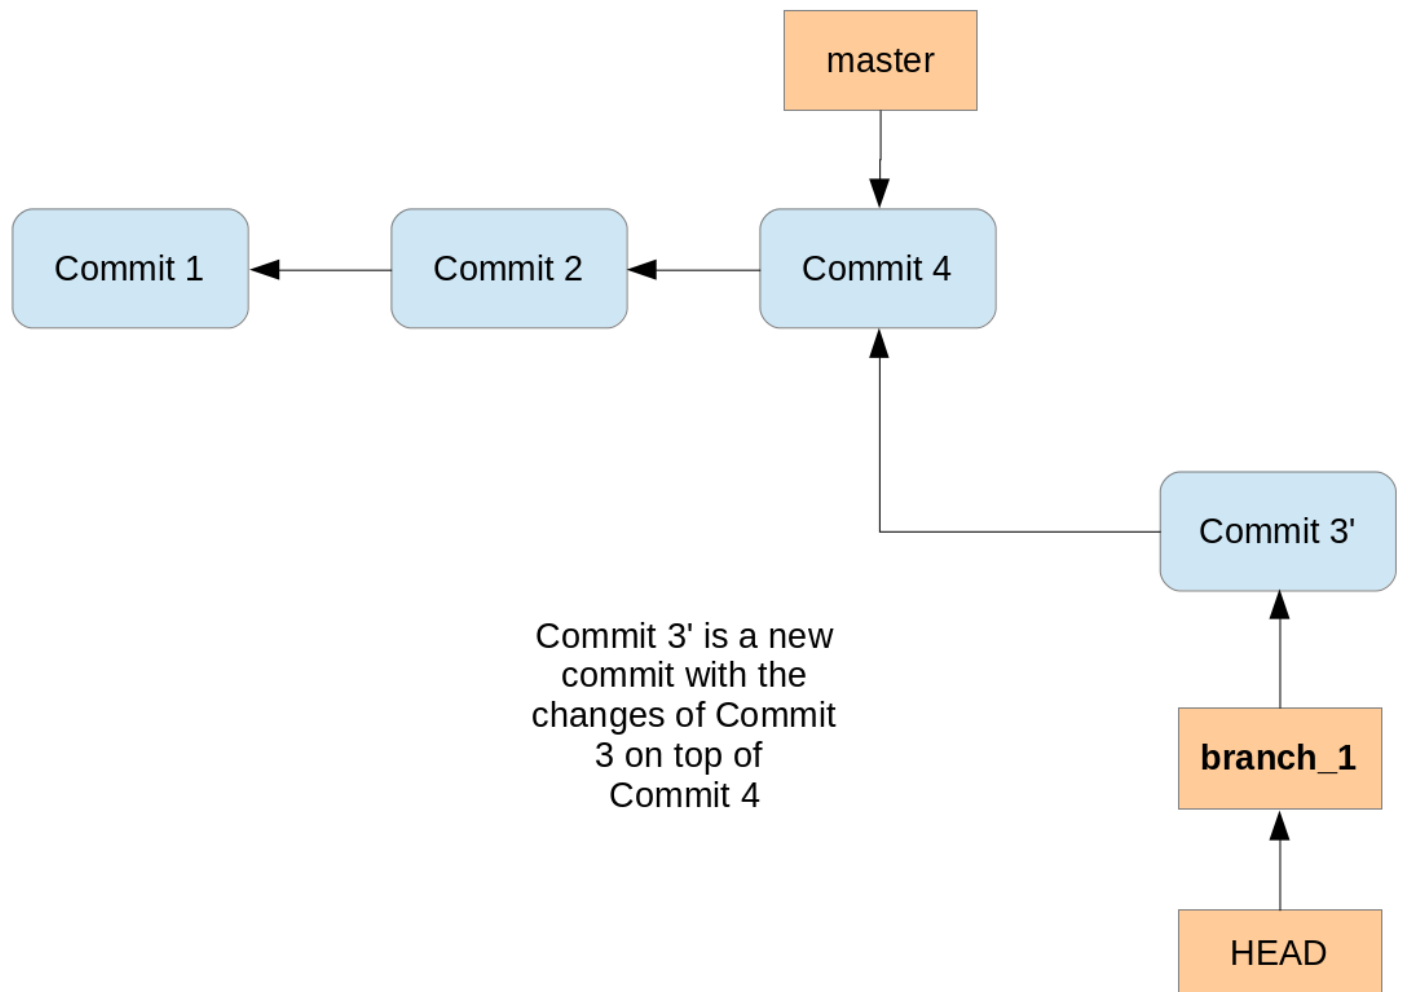 master
Commit 1
Commit 2
Commit 4
Commit 3'
Commit 3' is a new
commit with the
changes of Commit
3 on top of
Commit 4
branch_1
HEAD